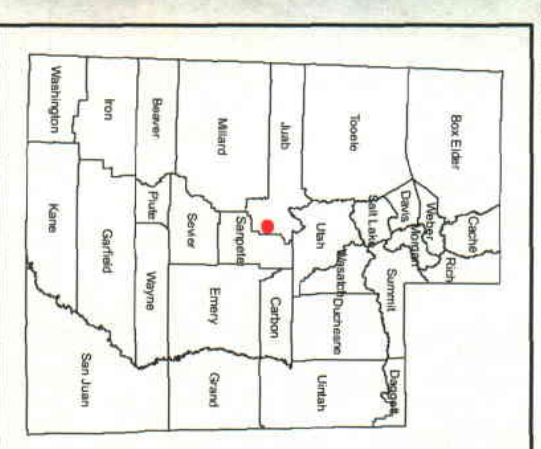 Box Elder
Cache
Rich
Weber
Morgan
Davis
Salt Lake
Summit
Daggett
Tooele
Utah
Wasatch
Duchesne
Uintah
Juab
Sanpete
Carbon
Millard
Sevier
Emery
Grand
Beaver
Piute
Wayne
Iron
Garfield
San Juan
Washington
Kane